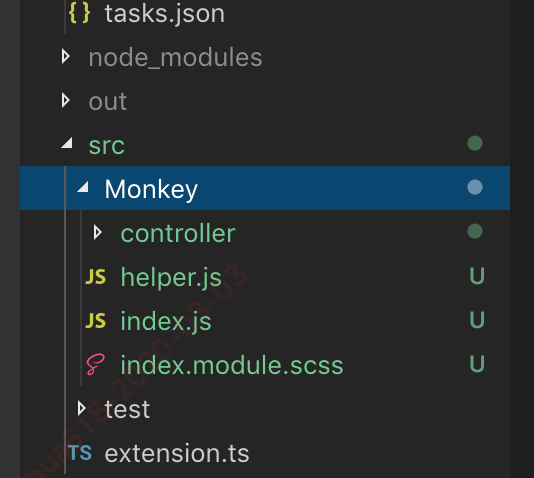 {} tasks.json
node_modules
out
src
Monkey
controller
JS helper.js U
JS index.js U
index.module.scss U
test
TS extension.ts